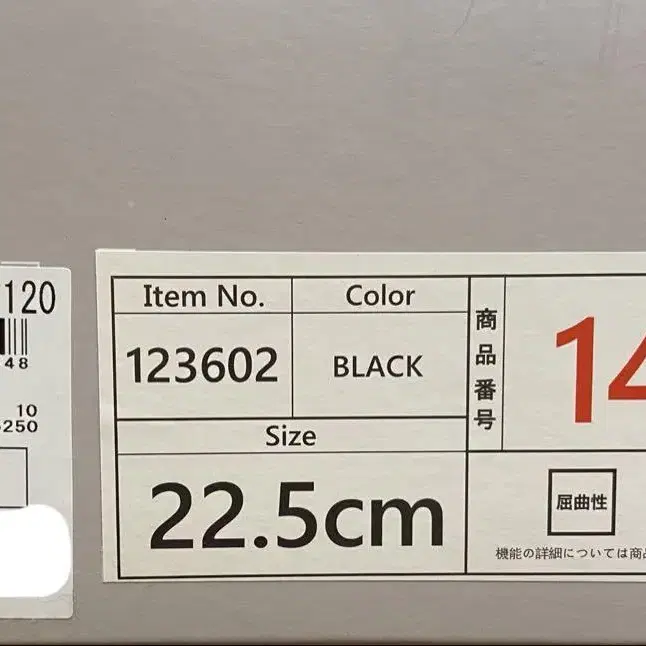 120
48
10
250
Item No.
Color
123602
BLACK
Size
22.5cm
商品番号
14
屈曲性
機能の詳細については商